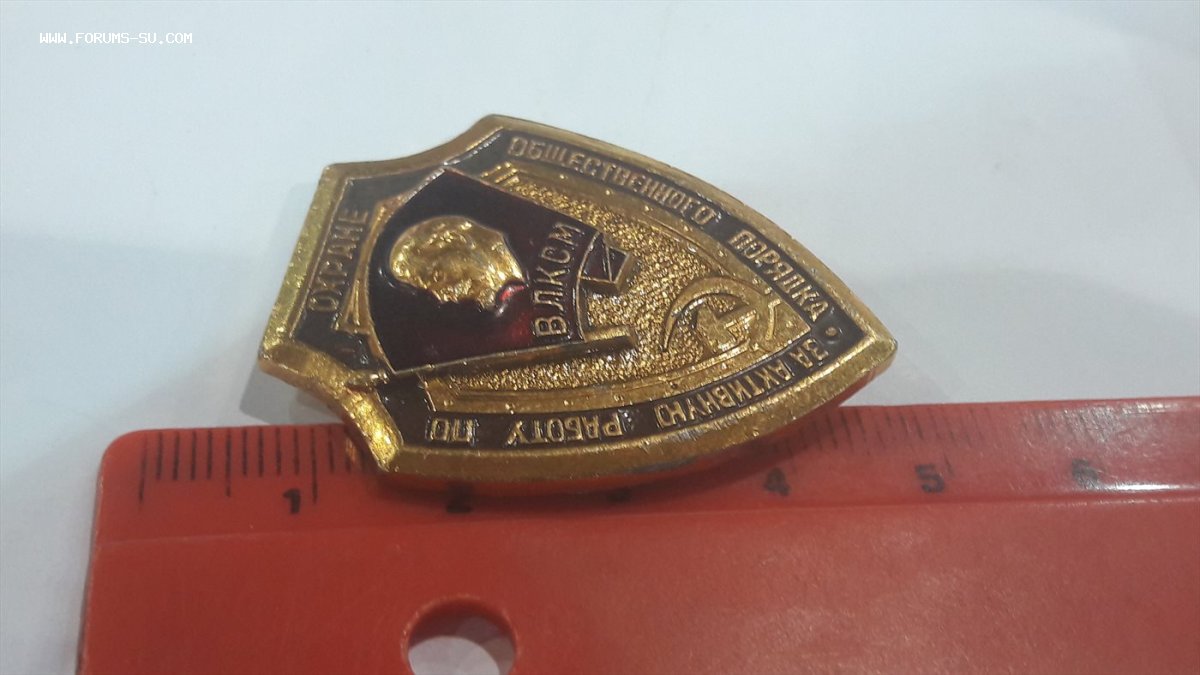 WWW.FORUMS-SU.COM
ЗА АКТИВНУЮ РАБОТУ ПО
ОХРАНЕ
ОБЩЕСТВЕННОГО ПОРЯДКА •
ВЛКСМ
1 2 3 4 5 6